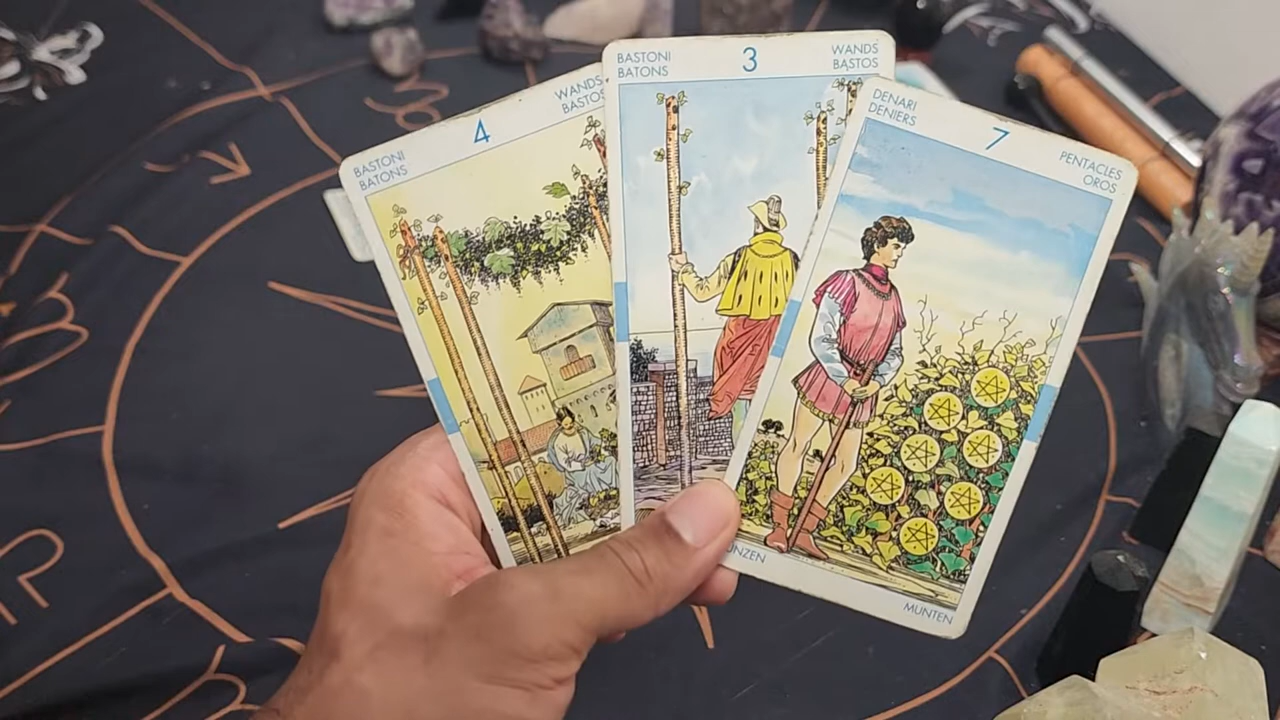 BASTONI
BATONS
4
WANDS
BASTOS
BASTONI
BATONS
3
WANDS
BASTOS
DENARI
DENIERS
7
PENTACLES
OROS
MUNTEN